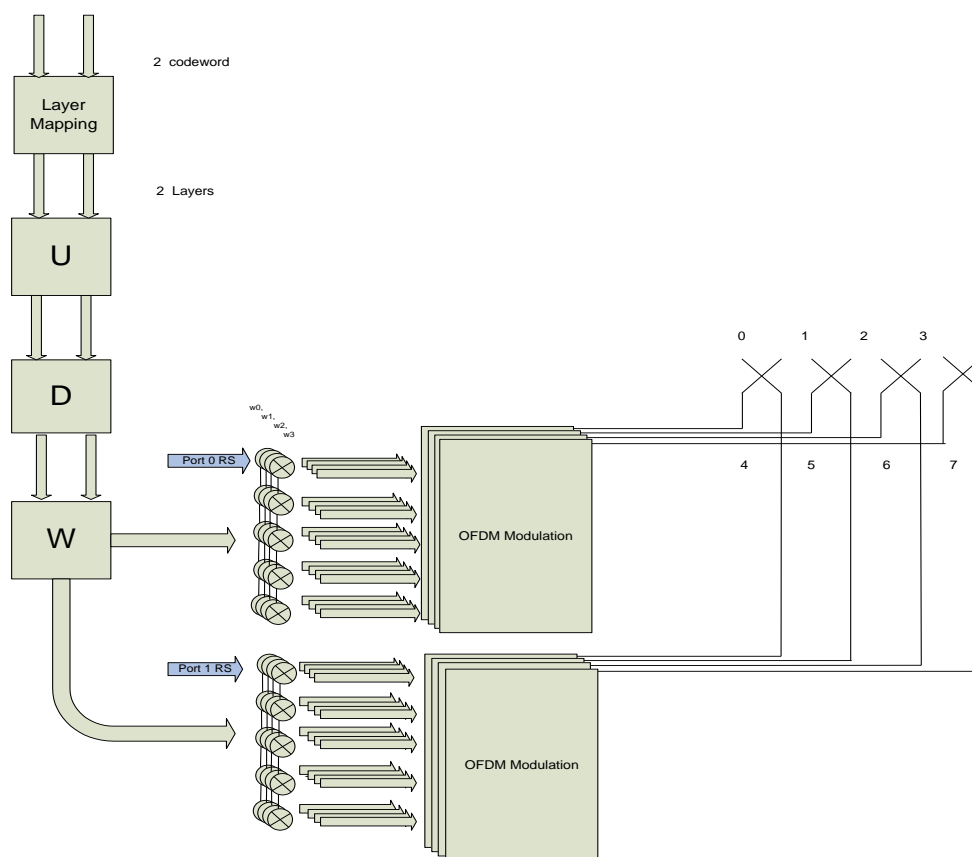 2 codeword
Layer
Mapping
2 Layers
U
D
W
0 1 2 3
4 5 6 7
w0,
w1,
w2,
w3
Port 0 RS
OFDM Modulation
Port 1 RS
OFDM Modulation